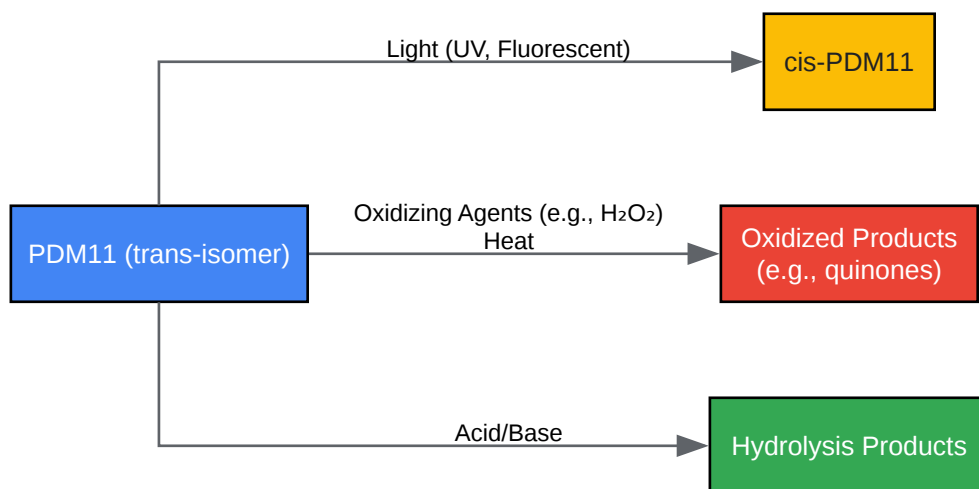 Light (UV, Fluorescent)
cis-PDM11
PDM11 (trans-isomer)
Oxidizing Agents (e.g., H₂O₂)
Heat
Oxidized Products
(e.g., quinones)
Acid/Base
Hydrolysis Products